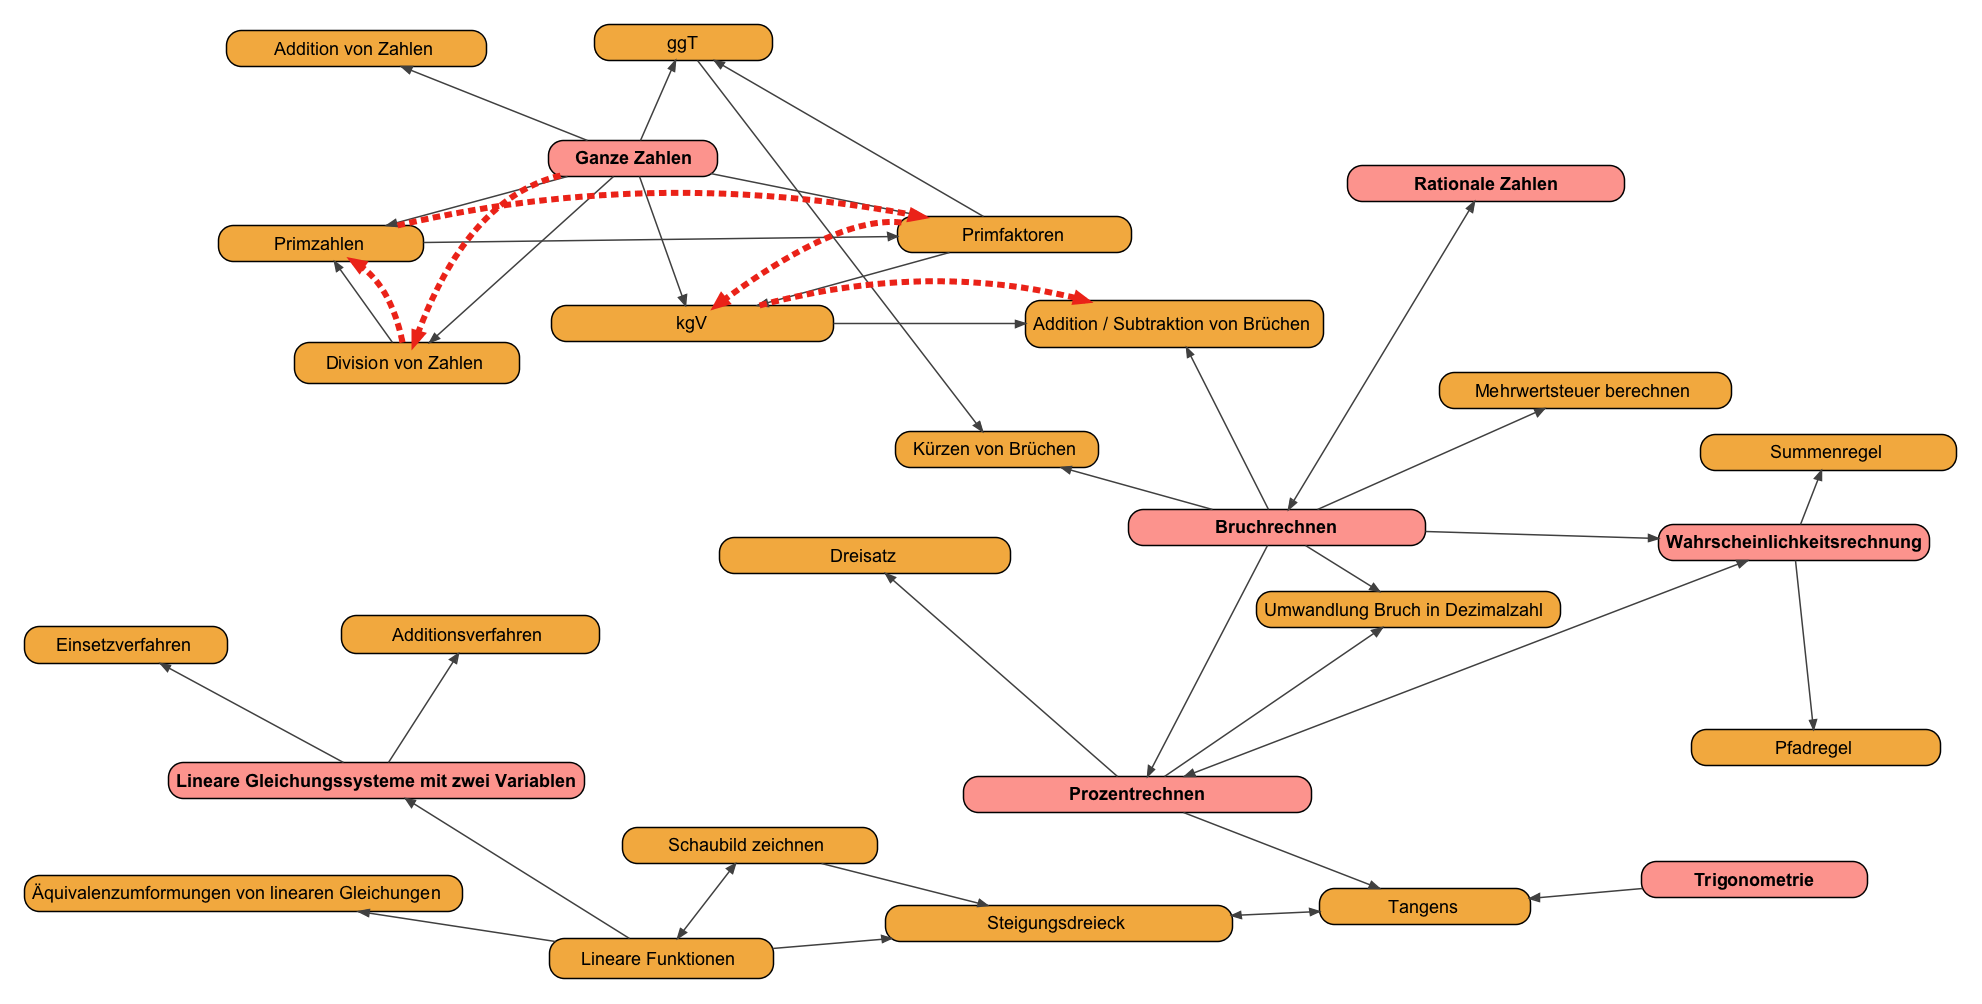 Addition von Zahlen
ggT
Ganze Zahlen
Rationale Zahlen
Primzahlen
Primfaktoren
kgV
Addition / Subtraktion von Brüchen
Division von Zahlen
Mehrwertsteuer berechnen
Kürzen von Brüchen
Summenregel
Bruchrechnen
Wahrscheinlichkeitsrechnung
Dreisatz
Umwandlung Bruch in Dezimalzahl
Einsetzverfahren
Additionsverfahren
Pfadregel
Lineare Gleichungssysteme mit zwei Variablen
Prozentrechnen
Schaubild zeichnen
Äquivalenzumformungen von linearen Gleichungen
Trigonometrie
Steigungsdreieck
Tangens
Lineare Funktionen